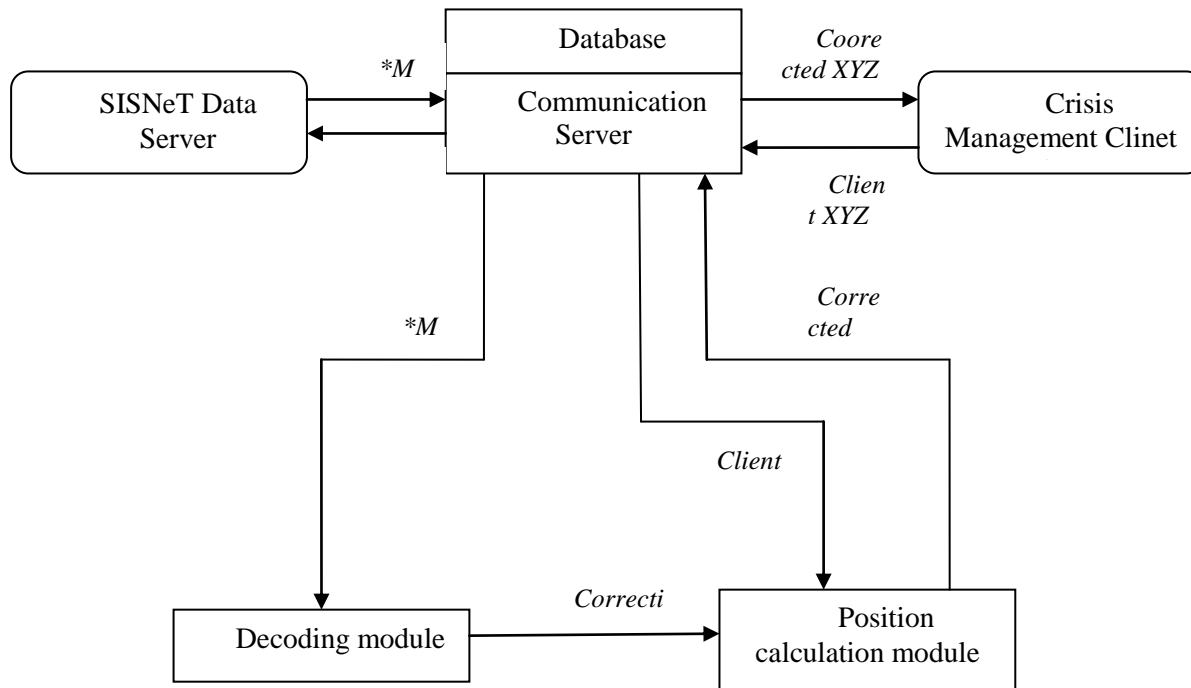 Database
*M
Coore
cted XYZ
SISNeT Data
Server
Communication
Server
Crisis
Management Clinet
Clien
t XYZ
*M
Corre
cted
Client
Correcti
Decoding module
Position
calculation module